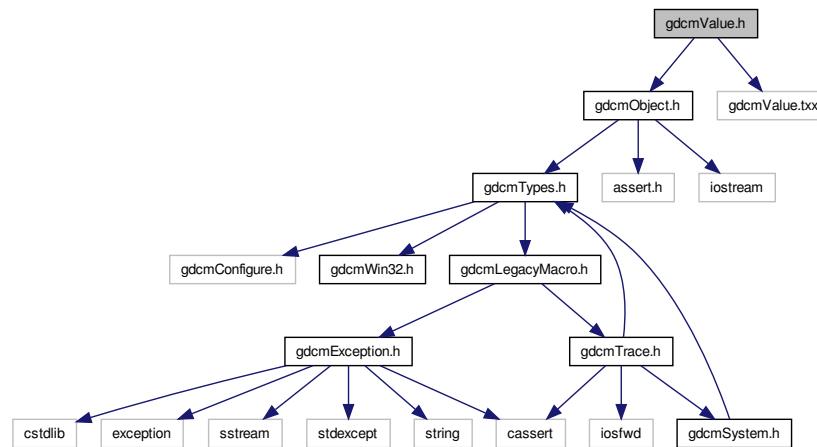 gdcmValue.h
gdcmObject.h
gdcmValue.txx
gdcmTypes.h
assert.h
iostream
gdcmConfigure.h
gdcmWin32.h
gdcmLegacyMacro.h
gdcmException.h
gdcmTrace.h
cstdlib
exception
sstream
stdexcept
string
cassert
iosfwd
gdcmSystem.h